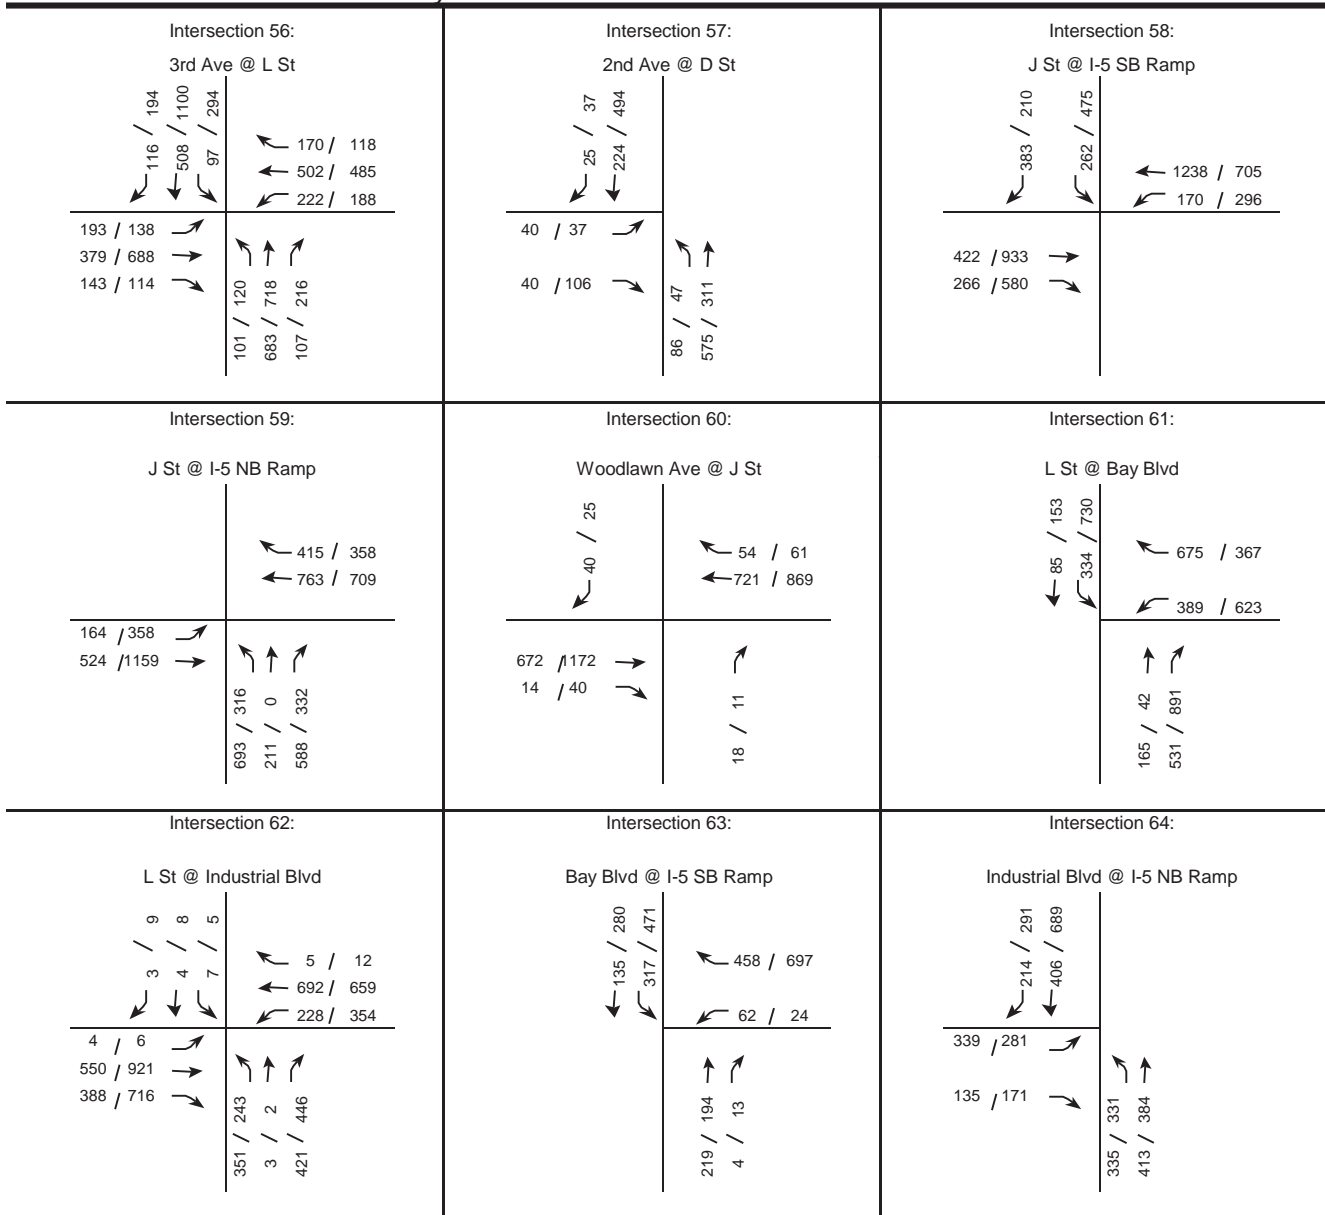 Intersection 56:
3rd Ave @ L St
116 / 194
508 / 1100
97 / 294
170 / 118
502 / 485
222 / 188
193 / 138
379 / 688
143 / 114
101 / 120
683 / 718
107 / 216
Intersection 57:
2nd Ave @ D St
25 / 37
224 / 494
40 / 37
40 / 106
86 / 47
575 / 311
Intersection 58:
J St @ I-5 SB Ramp
383 / 210
262 / 475
1238 / 705
170 / 296
422 / 933
266 / 580
Intersection 59:
J St @ I-5 NB Ramp
415 / 358
763 / 709
164 / 358
524 / 1159
693 / 316
211 / 0
588 / 332
Intersection 60:
Woodlawn Ave @ J St
40 / 25
54 / 61
721 / 869
672 / 1172
14 / 40
18 / 11
Intersection 61:
L St @ Bay Blvd
85 / 153
334 / 730
675 / 367
389 / 623
165 / 42
531 / 891
Intersection 62:
L St @ Industrial Blvd
3 / 9
4 / 8
7 / 5
5 / 12
692 / 659
228 / 354
4 / 6
550 / 921
388 / 716
351 / 243
3 / 2
421 / 446
Intersection 63:
Bay Blvd @ I-5 SB Ramp
135 / 280
317 / 471
458 / 697
62 / 24
219 / 194
4 / 13
Intersection 64:
Industrial Blvd @ I-5 NB Ramp
214 / 291
406 / 689
339 / 281
135 / 171
335 / 331
413 / 384